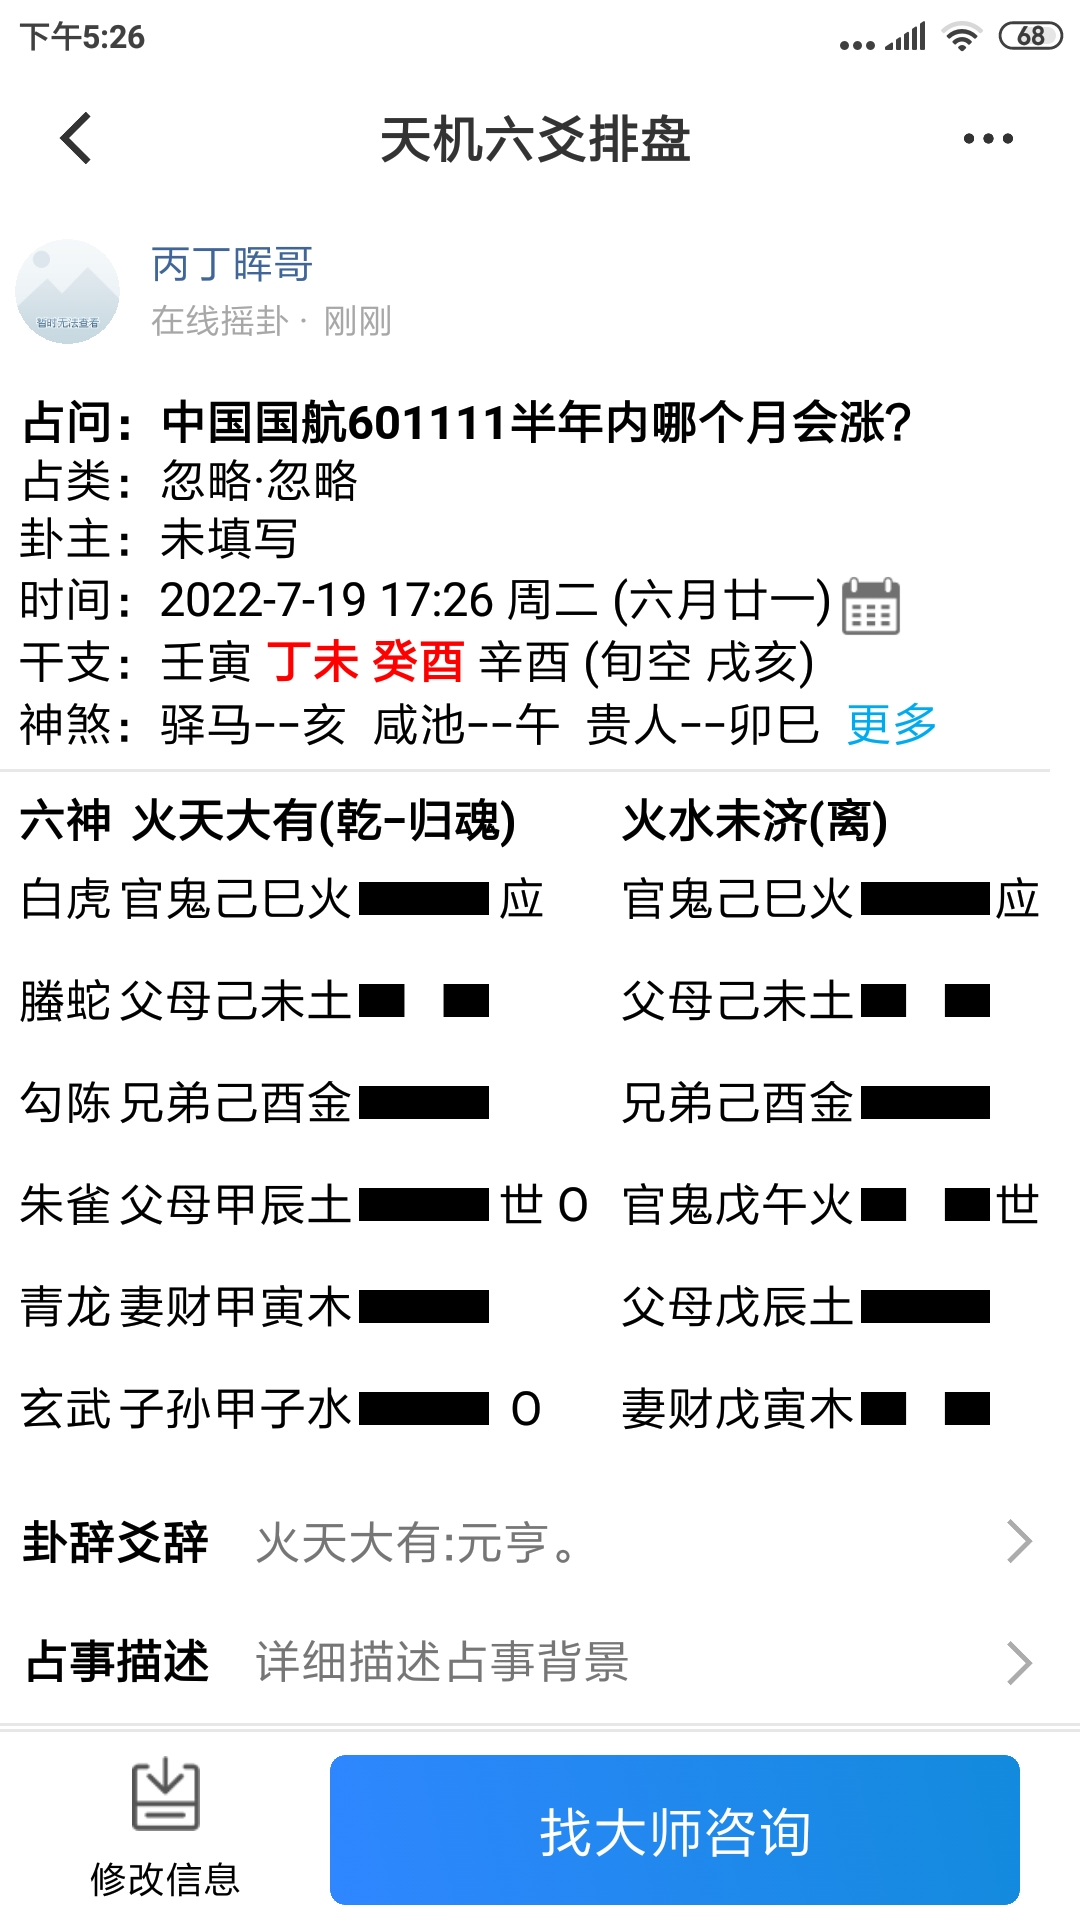 下午5:26
68
天机六爻排盘
丙丁晖哥
暂时无法查看
在线摇卦· 刚刚
占问：中国国航601111半年内哪个月会涨?
占类：忽略·忽略
卦主：未填写
时间：2022-7-19 17:26 周二 (六月廿一)
干支：壬寅 丁未 癸酉 辛酉 (旬空 戌亥)
神煞：驿马--亥 咸池--午 贵人--卯巳 更多
六神 火天大有(乾-归魂) 火水未济(离)
白虎 官鬼己巳火 应 官鬼己巳火 应
螣蛇 父母己未土 父母己未土
勾陈 兄弟己酉金 兄弟己酉金
朱雀 父母甲辰土 世 O 官鬼戊午火 世
青龙 妻财甲寅木 父母戊辰土
玄武 子孙甲子水 O 妻财戊寅木
卦辞爻辞 火天大有:元亨。
占事描述 详细描述占事背景
修改信息
找大师咨询